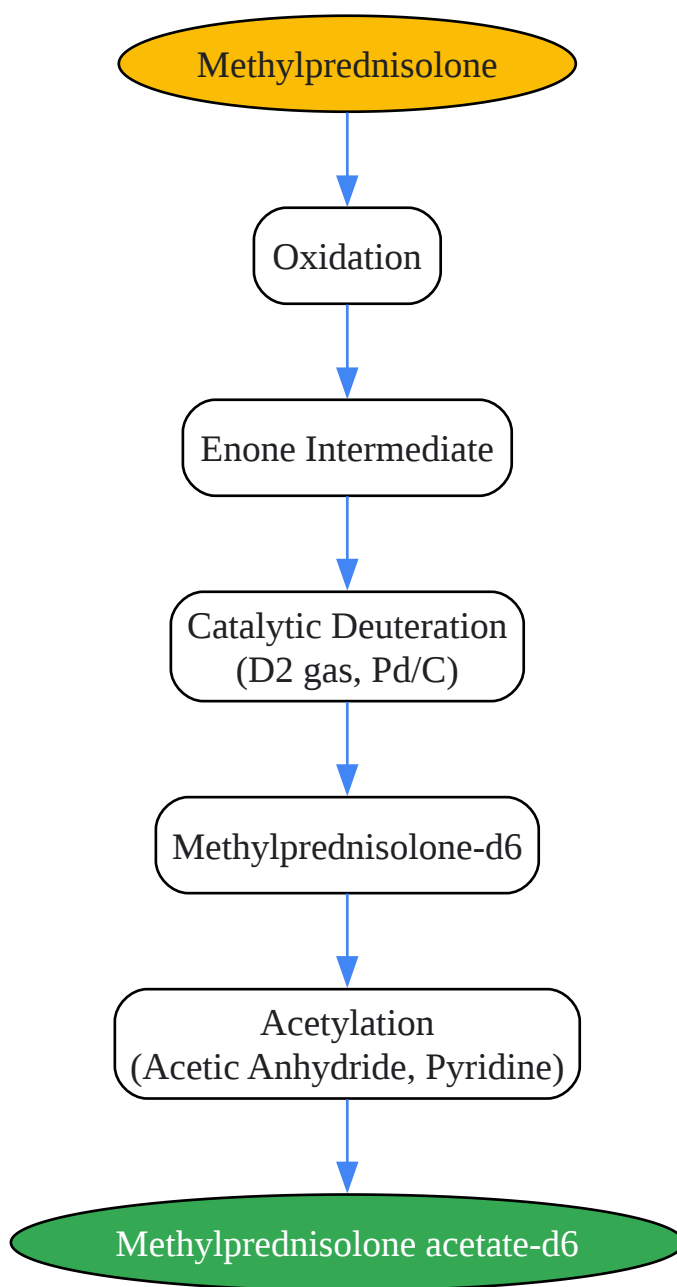 Methylprednisolone
Oxidation
Enone Intermediate
Catalytic Deuteration
(D2 gas, Pd/C)
Methylprednisolone-d6
Acetylation
(Acetic Anhydride, Pyridine)
Methylprednisolone acetate-d6